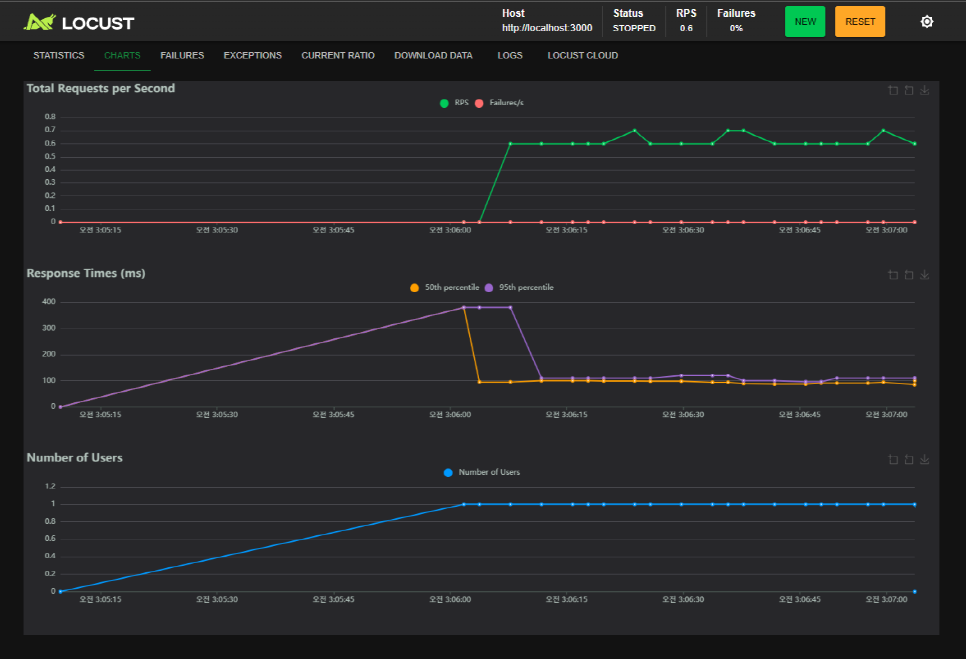 LOCUST
Host
http://localhost:3000
Status
STOPPED
RPS
0.6
Failures
0%
NEW
RESET
STATISTICS CHARTS FAILURES EXCEPTIONS CURRENT RATIO DOWNLOAD DATA LOGS LOCUST CLOUD
Total Requests per Second
RPS Failures/s
0.8
0.7
0.6
0.5
0.4
0.3
0.2
0.1
0
오전 3:05:15 오전 3:05:30 오전 3:05:45 오전 3:06:00 오전 3:06:15 오전 3:06:30 오전 3:06:45 오전 3:07:00
Response Times (ms)
50th percentile 95th percentile
400
300
200
100
0
오전 3:05:15 오전 3:05:30 오전 3:05:45 오전 3:06:00 오전 3:06:15 오전 3:06:30 오전 3:06:45 오전 3:07:00
Number of Users
Number of Users
1.2
1
0.8
0.6
0.4
0.2
0
오전 3:05:15 오전 3:05:30 오전 3:05:45 오전 3:06:00 오전 3:06:15 오전 3:06:30 오전 3:06:45 오전 3:07:00